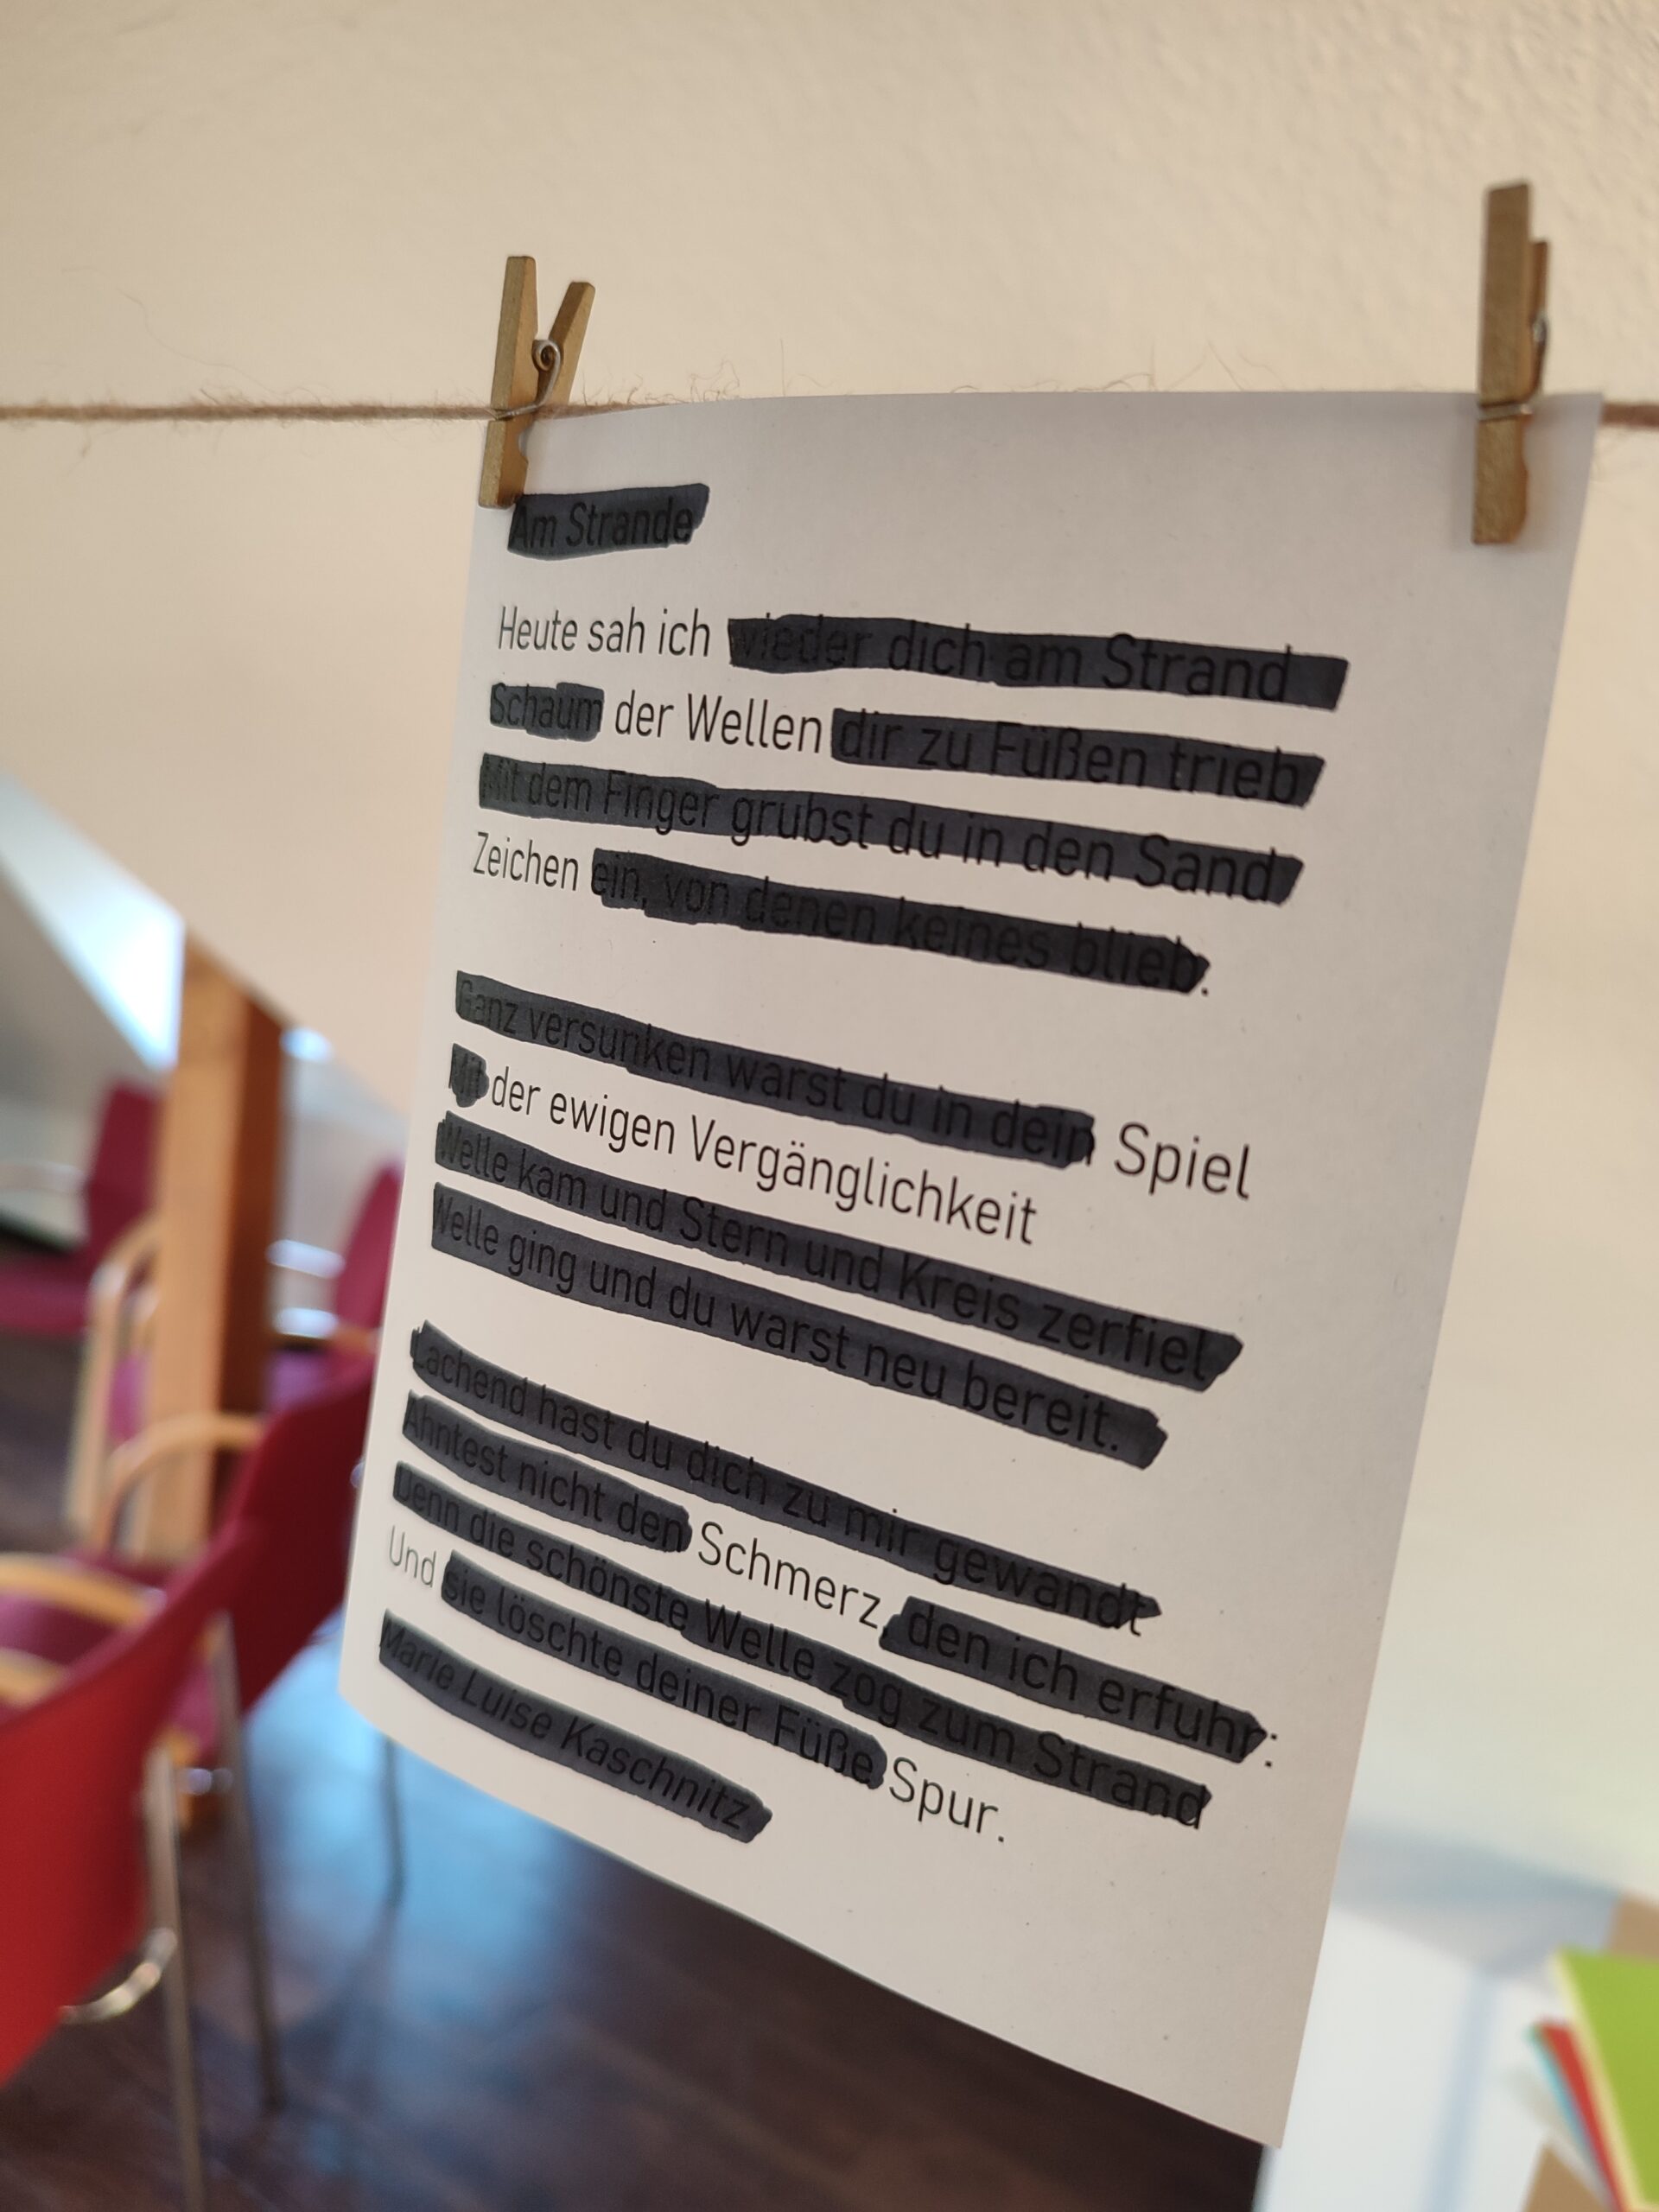 Am Strande
Heute sah ich wieder dich am Strand
Schaum der Wellen dir zu Füßen trieb
Mit dem Finger grubst du in den Sand
Zeichen ein, von denen keines blieb.
Ganz versunken warst du in dein Spiel
Mit der ewigen Vergänglichkeit
Welle kam und Stern und Kreis zerfiel
Welle ging und du warst neu bereit.
Lachend hast du dich zu mir gewandt
Ahntest nicht den Schmerz, den ich erfuhr:
Denn die schönste Welle zog zum Strand
Und sie löschte deiner Füße Spur.
Marie Luise Kaschnitz